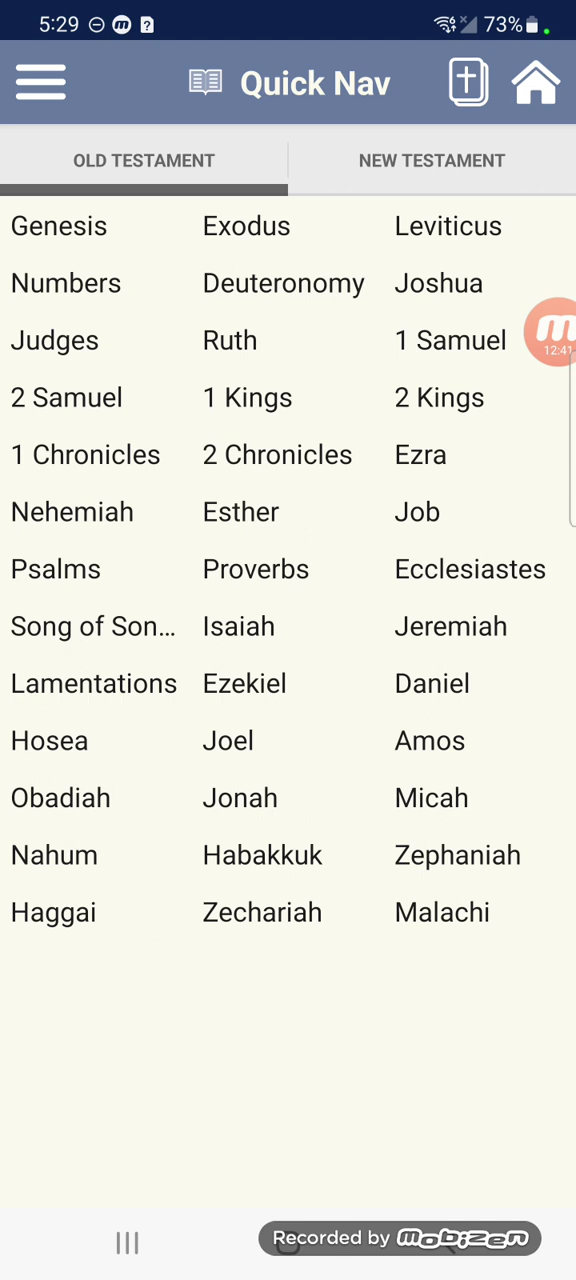 5:29 73%
Quick Nav
OLD TESTAMENT NEW TESTAMENT
Genesis Exodus Leviticus
Numbers Deuteronomy Joshua
Judges Ruth 1 Samuel
12:41
2 Samuel 1 Kings 2 Kings
1 Chronicles 2 Chronicles Ezra
Nehemiah Esther Job
Psalms Proverbs Ecclesiastes
Song of Son... Isaiah Jeremiah
Lamentations Ezekiel Daniel
Hosea Joel Amos
Obadiah Jonah Micah
Nahum Habakkuk Zephaniah
Haggai Zechariah Malachi
Recorded by mobizen